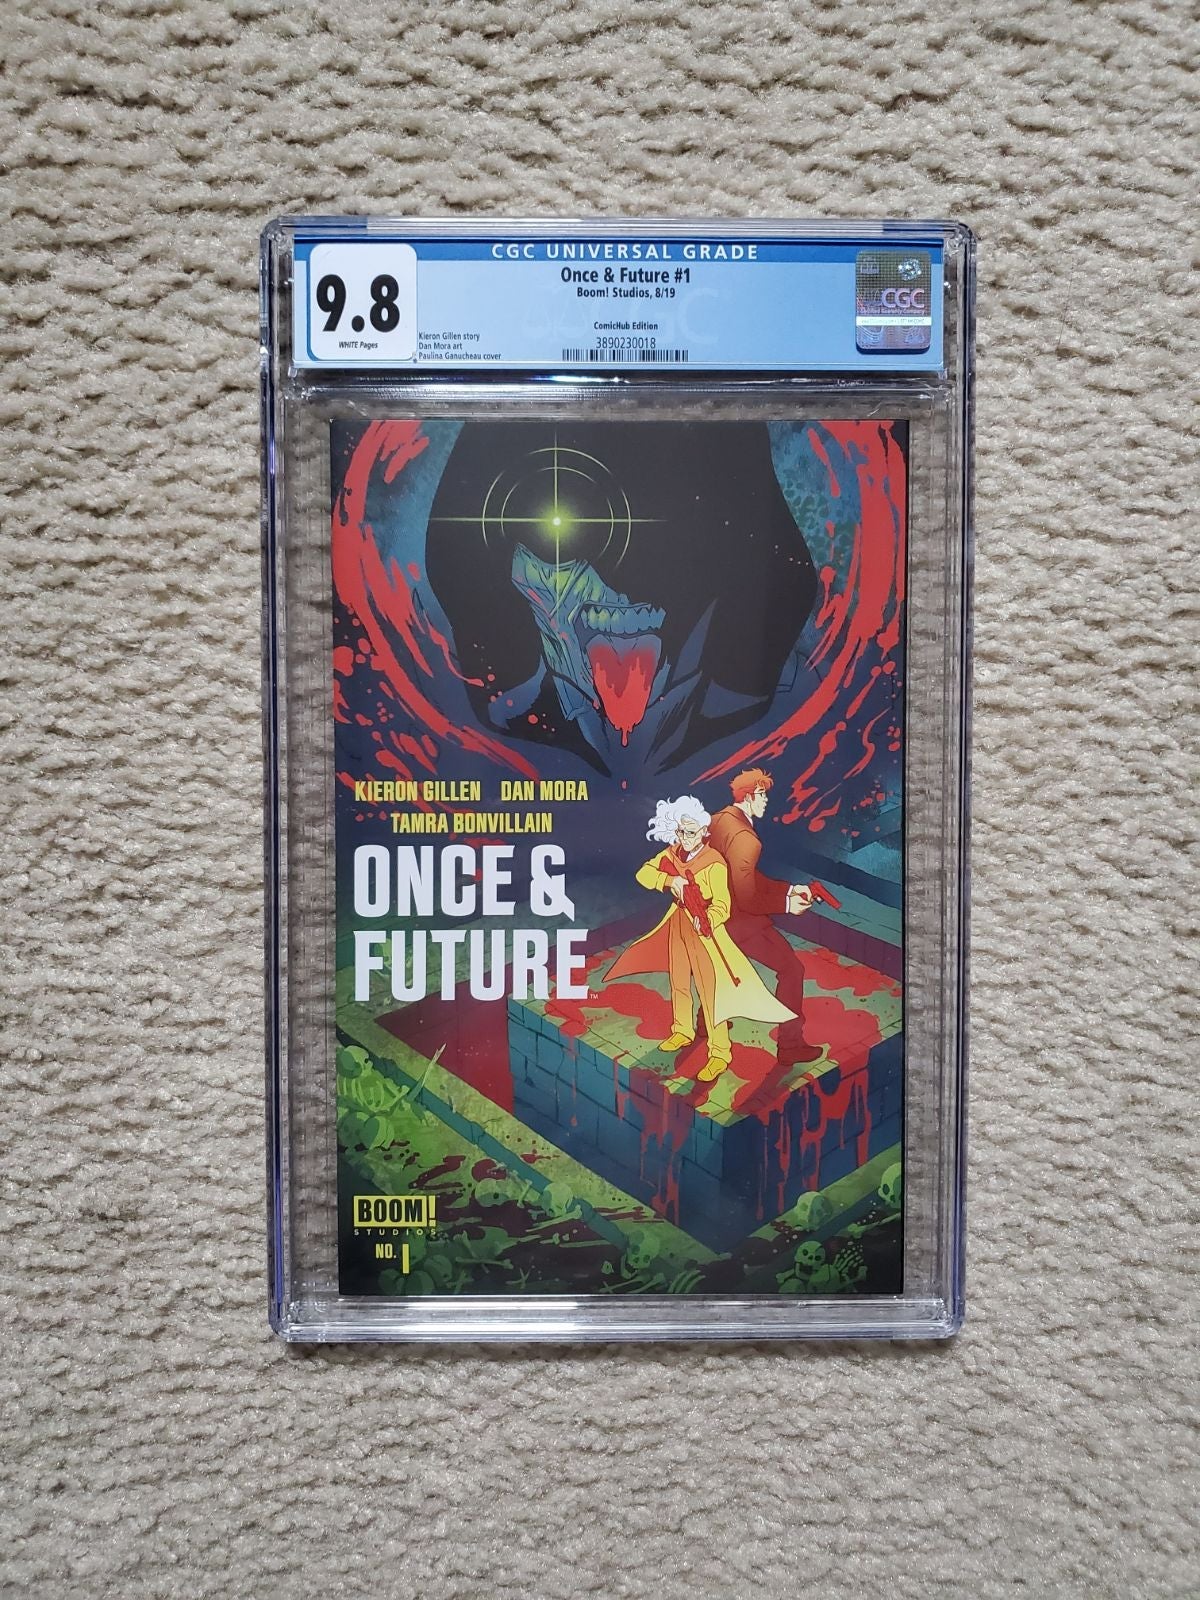 CGC UNIVERSAL GRADE
9.8
WHITE Pages
Once & Future #1
Boom! Studios, 8/19
ComicHub Edition
3890230018
Kieron Gillen story
Dan Mora art
Paulina Ganucheau cover
CGC
KIERON GILLEN DAN MORA
TAMRA BONVILLAIN
ONCE &
FUTURE™
BOOM!
STUDIOS
NO. 1